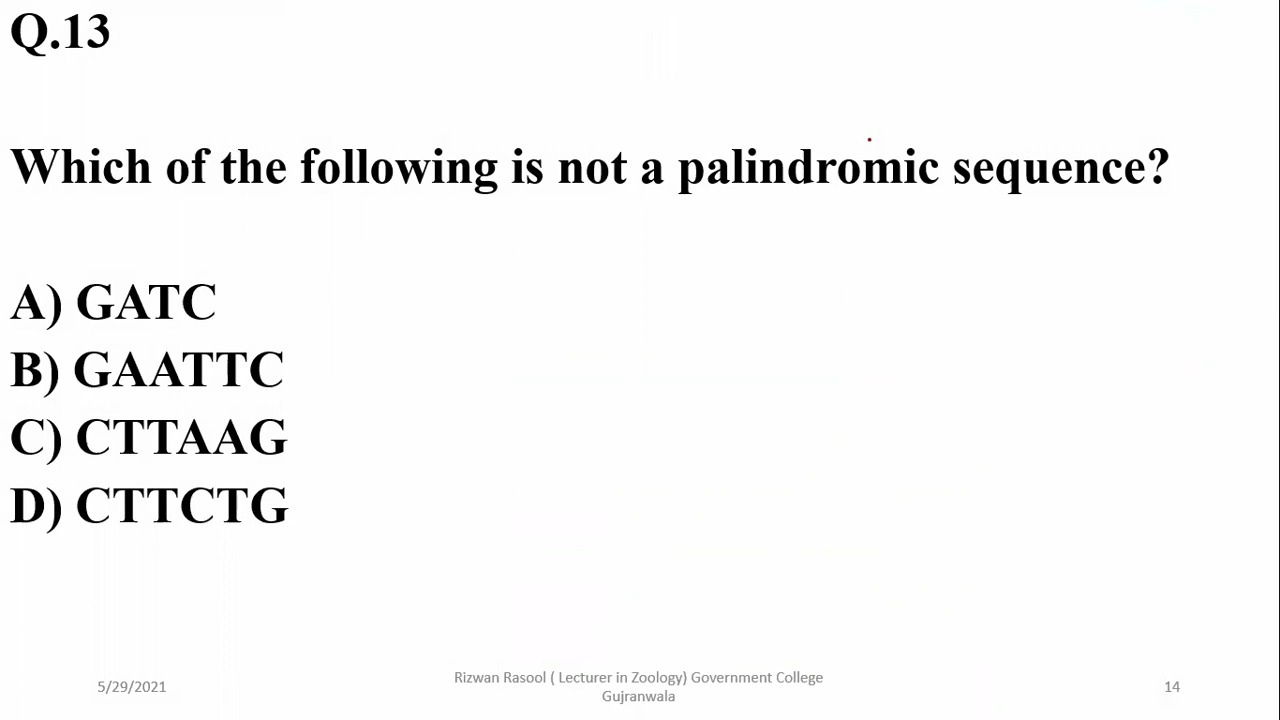 Q.13
Which of the following is not a palindromic sequence?
A) GATC
B) GAATTC
C) CTTAAG
D) CTTCTG
5/29/2021
Rizwan Rasool ( Lecturer in Zoology) Government College
Gujranwala
14